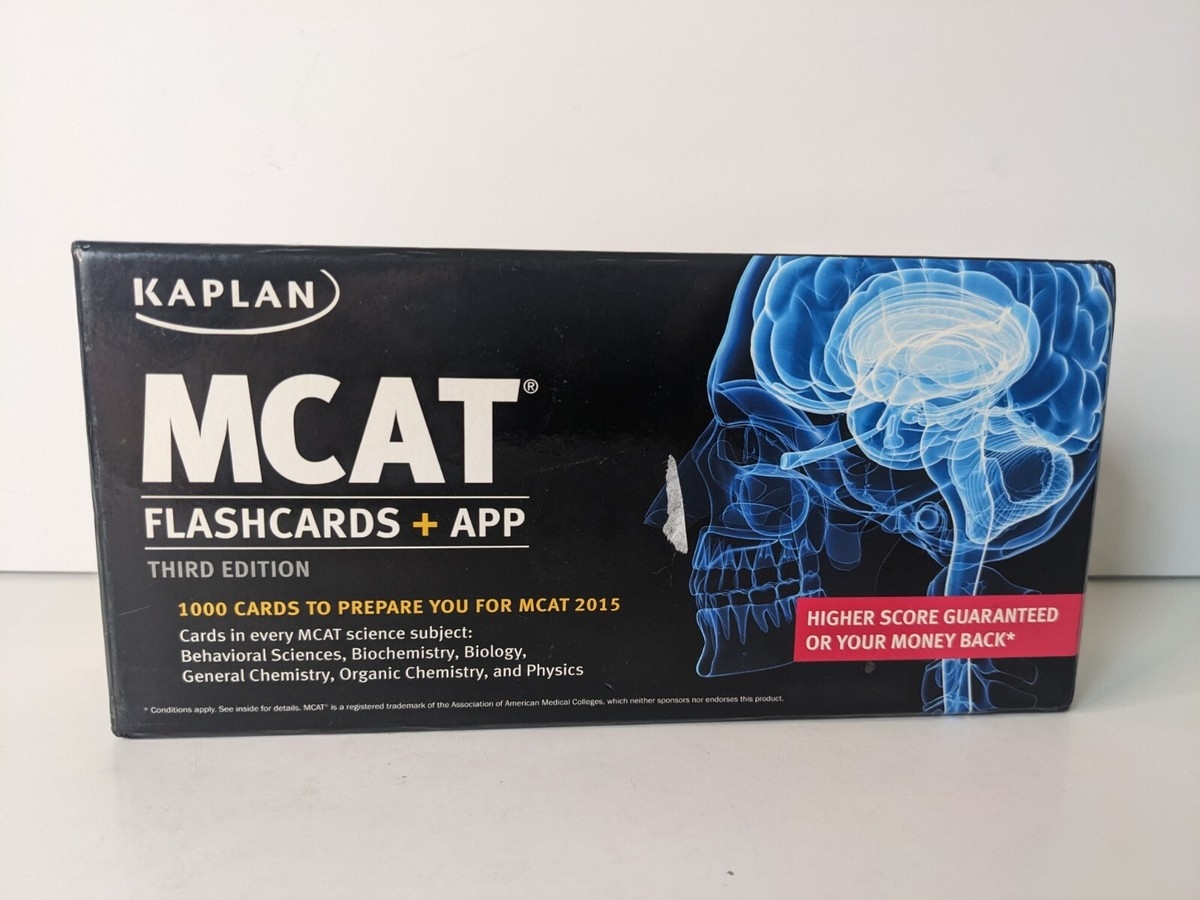 KAPLAN
MCAT®
FLASHCARDS + APP
THIRD EDITION
1000 CARDS TO PREPARE YOU FOR MCAT 2015
Cards in every MCAT science subject:
Behavioral Sciences, Biochemistry, Biology,
General Chemistry, Organic Chemistry, and Physics
HIGHER SCORE GUARANTEED
OR YOUR MONEY BACK*
* Conditions apply. See inside for details. MCAT® is a registered trademark of the Association of American Medical Colleges, which neither sponsors nor endorses this product.